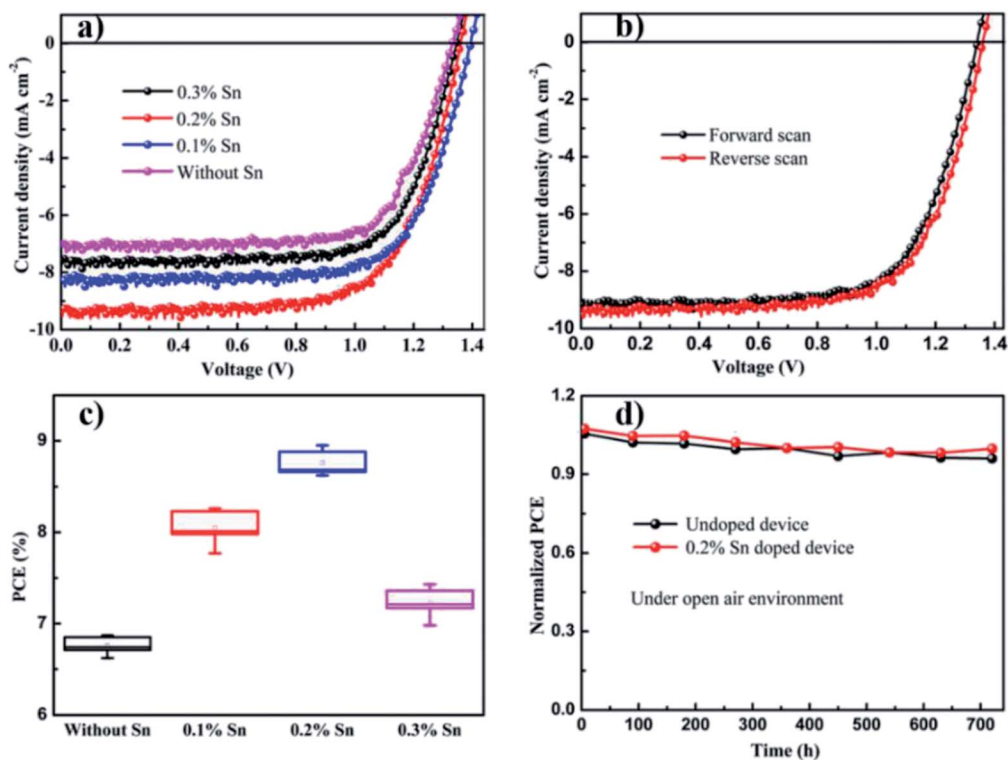 a)
0
-2
-4
-6
-8
-10
Current density (mA cm⁻²)
0.3% Sn
0.2% Sn
0.1% Sn
Without Sn
0.0 0.2 0.4 0.6 0.8 1.0 1.2 1.4
Voltage (V)
b)
0
-2
-4
-6
-8
-10
Current density (mA cm⁻²)
Forward scan
Reverse scan
0.0 0.2 0.4 0.6 0.8 1.0 1.2 1.4
Voltage (V)
c)
9
8
7
6
PCE (%)
Without Sn 0.1% Sn 0.2% Sn 0.3% Sn
d)
1.2
0.9
0.6
0.3
0.0
Normalized PCE
Undoped device
0.2% Sn doped device
Under open air environment
0 100 200 300 400 500 600 700
Time (h)